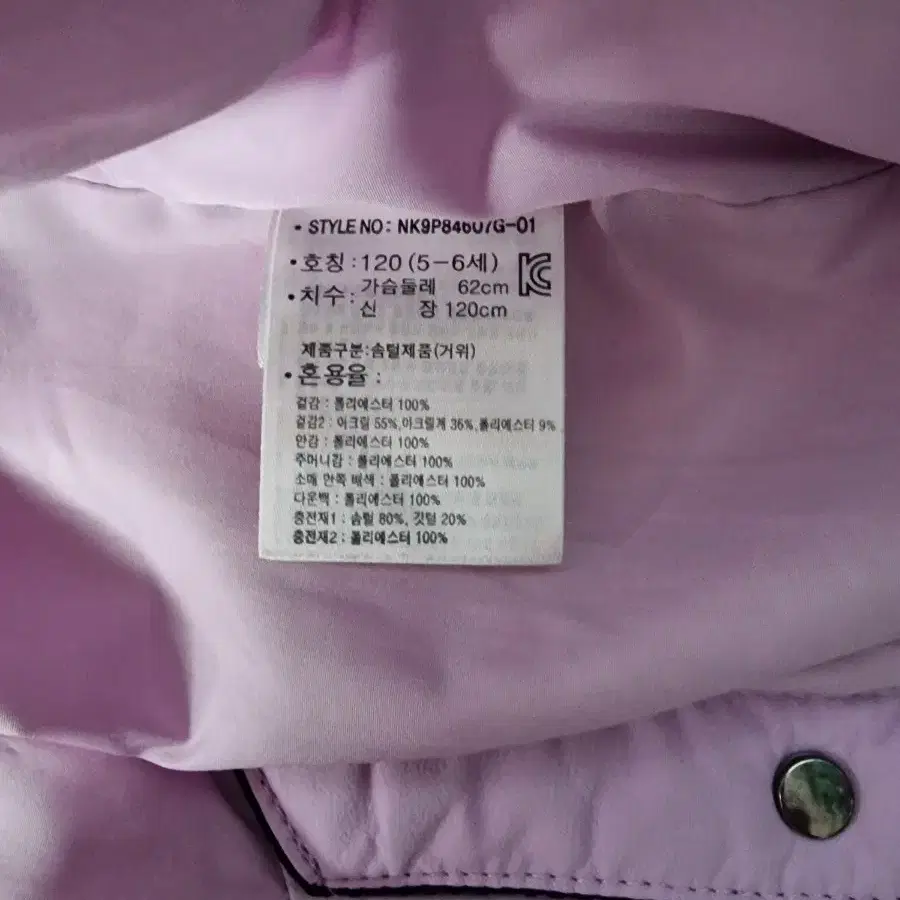 • STYLE NO : NK9P84607G-01
• 호칭 : 120 (5-6세)
• 치수 : 가슴둘레 62cm
신 장 120cm
제품구분:솜털제품(거위)
• 혼용율 :
겉감 : 폴리에스터 100%
겉감2 : 아크릴 55%,아크릴계 36%,폴리에스터 9%
안감 : 폴리에스터 100%
주머니감 : 폴리에스터 100%
소매 안쪽 배색 : 폴리에스터 100%
다운백 : 폴리에스터 100%
충전재1 : 솜털 80%, 깃털 20%
충전재2 : 폴리에스터 100%